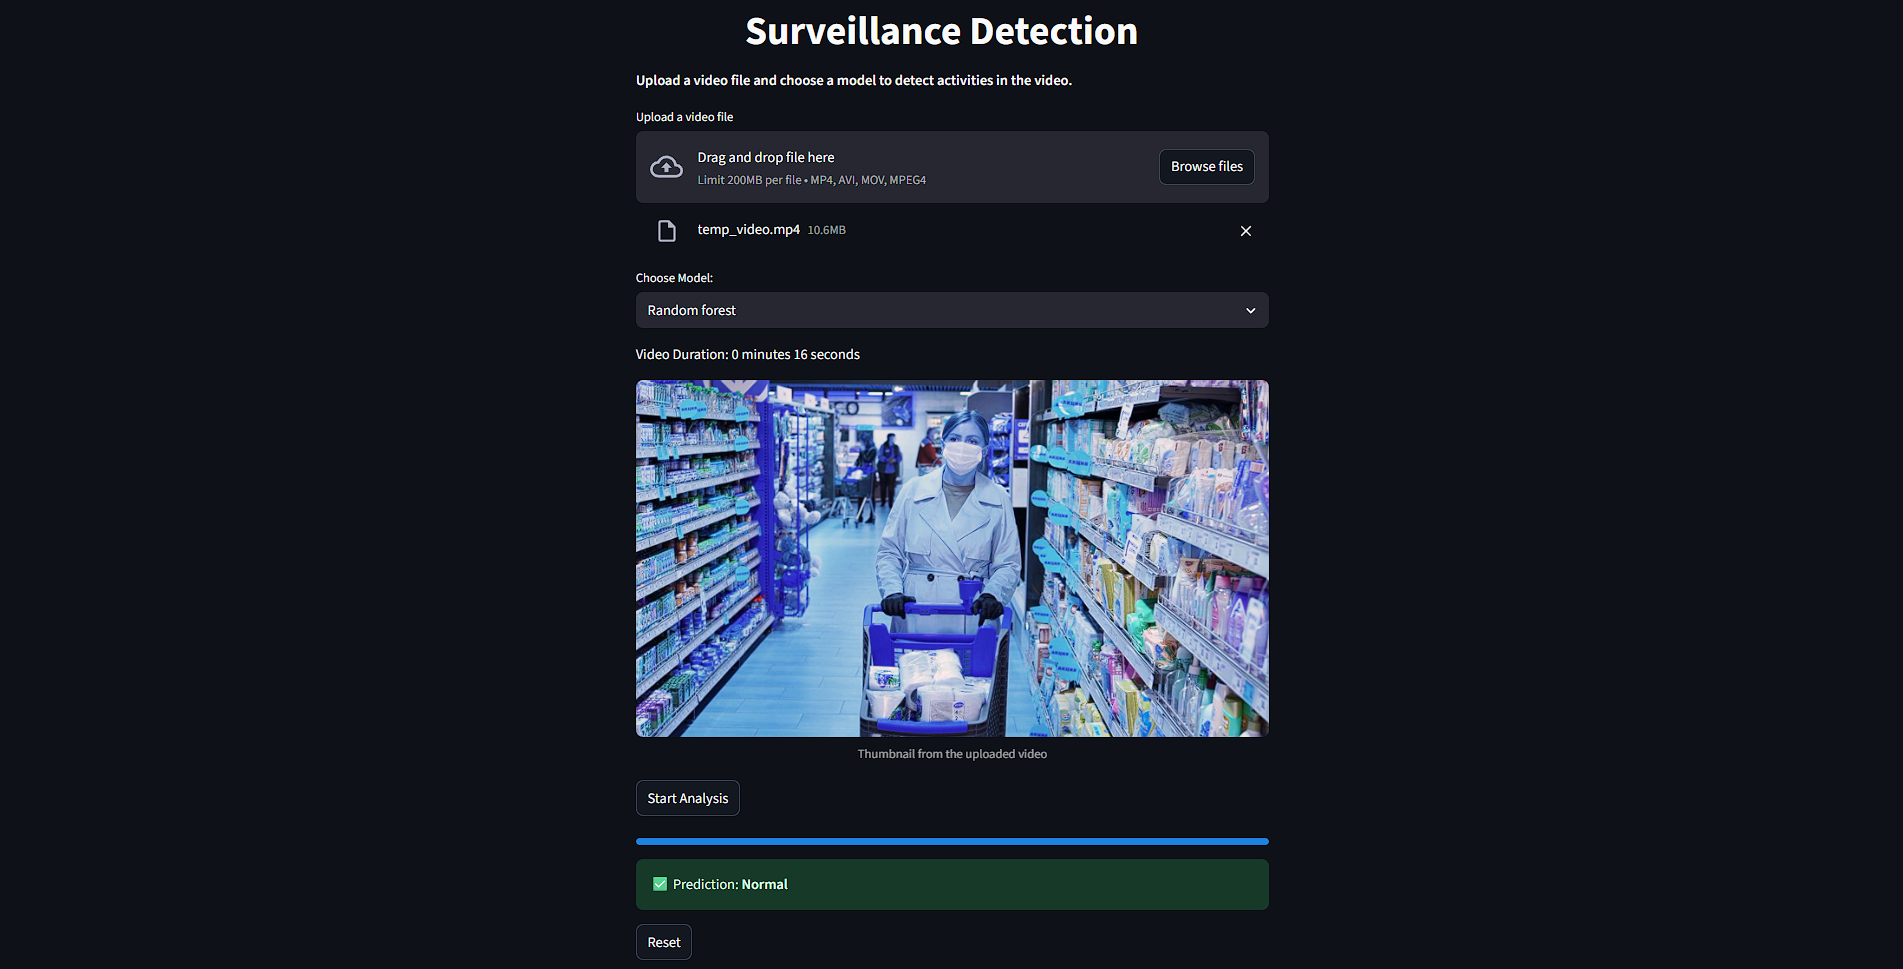 Surveillance Detection
Upload a video file and choose a model to detect activities in the video.
Upload a video file
Drag and drop file here
Limit 200MB per file • MP4, AVI, MOV, MPEG4
Browse files
temp_video.mp4 10.6MB
Choose Model:
Random forest
Video Duration: 0 minutes 16 seconds
Thumbnail from the uploaded video
Start Analysis
Prediction: Normal
Reset